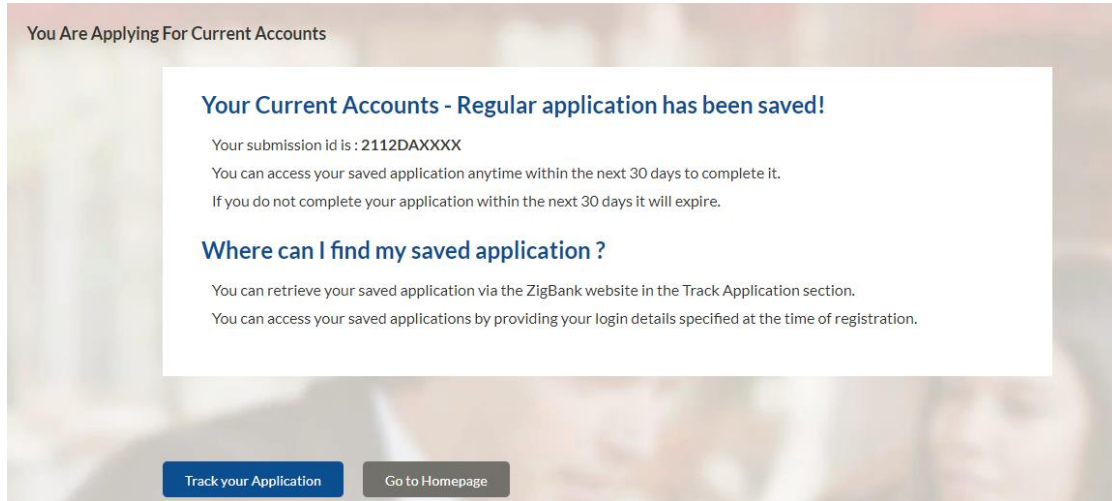 You Are Applying For Current Accounts
Your Current Accounts - Regular application has been saved!
Your submission id is : 2112DAXXXX
You can access your saved application anytime within the next 30 days to complete it.
If you do not complete your application within the next 30 days it will expire.
Where can I find my saved application ?
You can retrieve your saved application via the ZigBank website in the Track Application section.
You can access your saved applications by providing your login details specified at the time of registration.
Track your Application
Go to Homepage